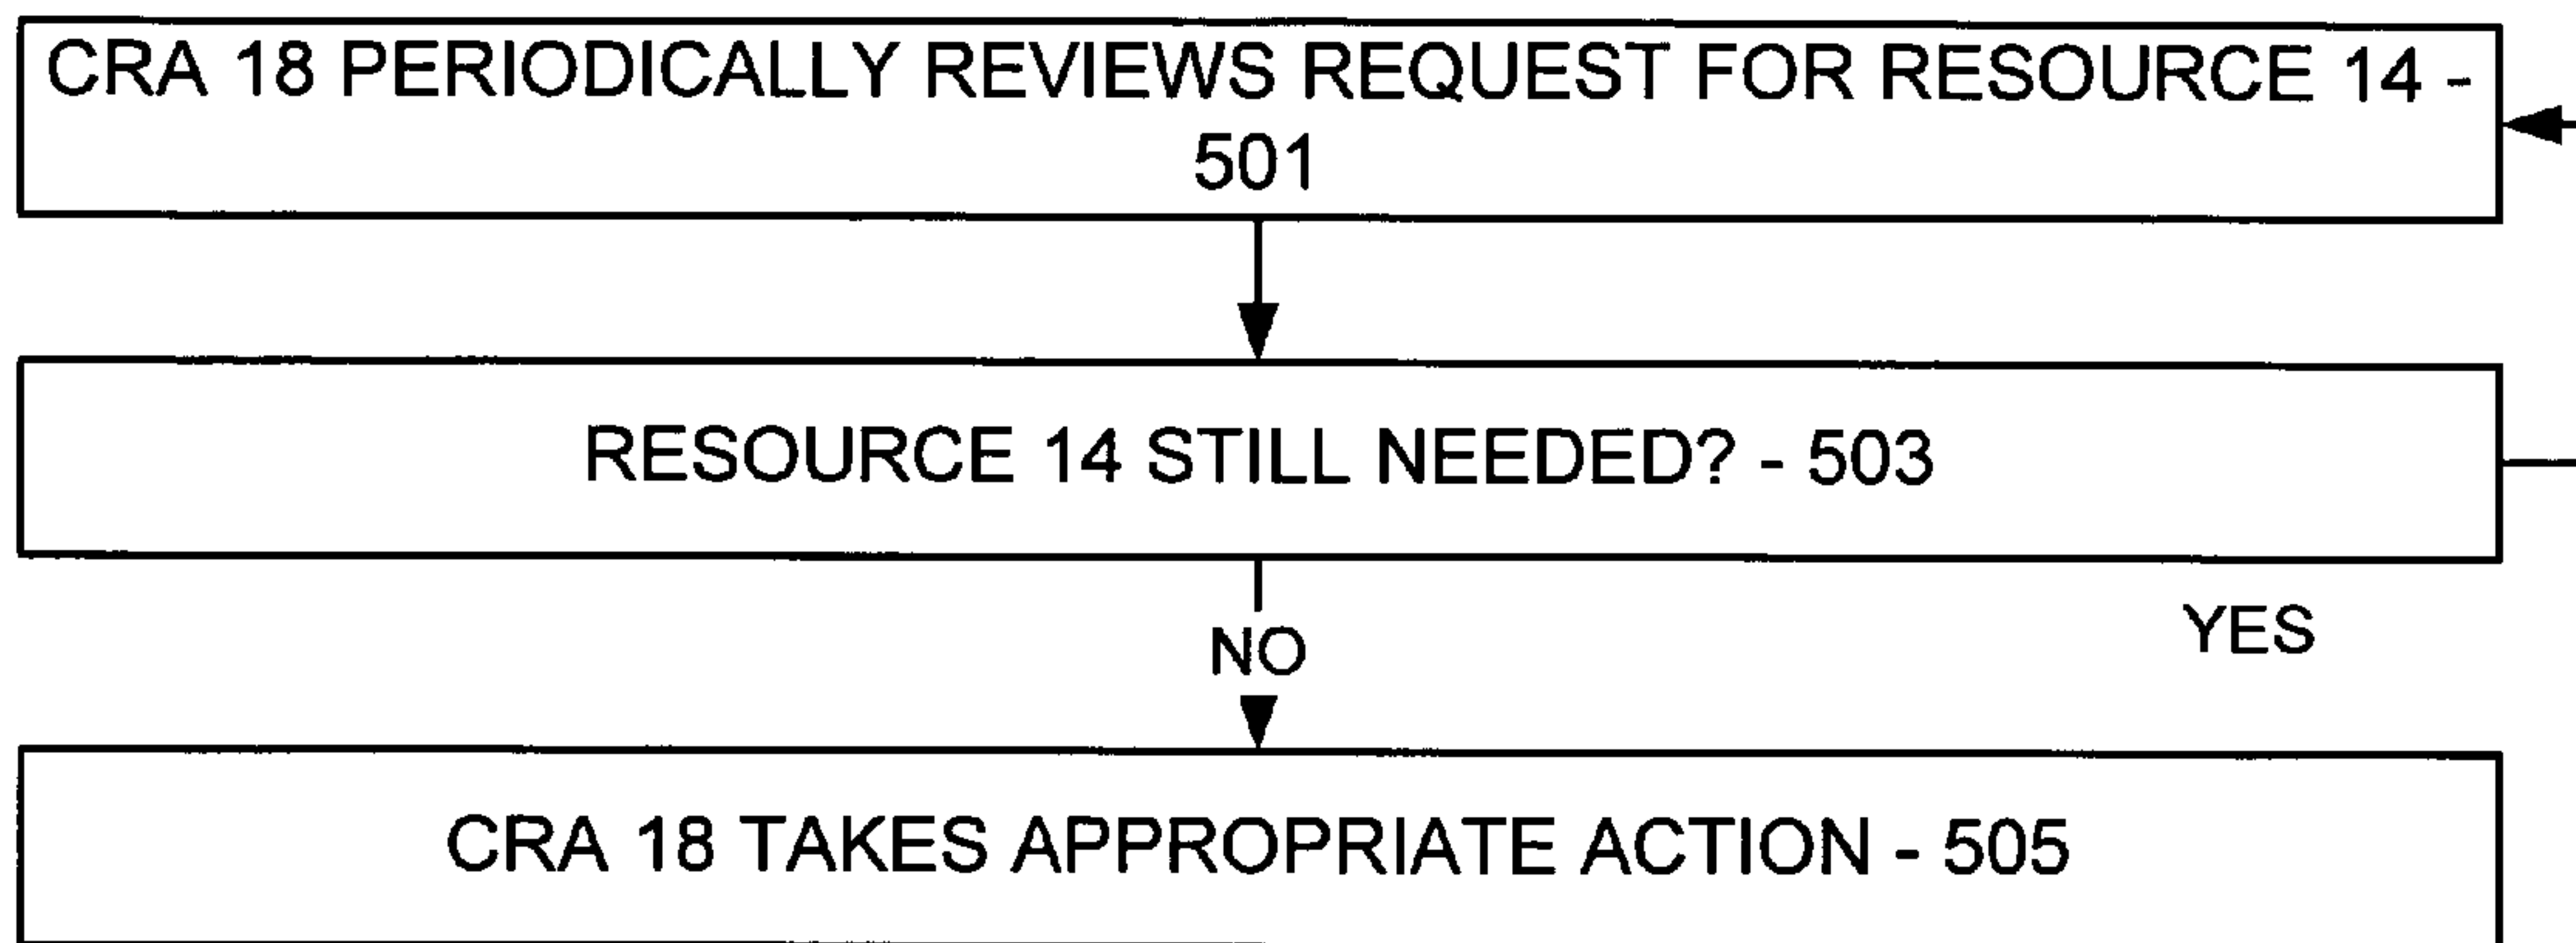 CRA 18 PERIODICALLY REVIEWS REQUEST FOR RESOURCE 14 -
501
RESOURCE 14 STILL NEEDED? - 503
YES
NO
CRA 18 TAKES APPROPRIATE ACTION - 505